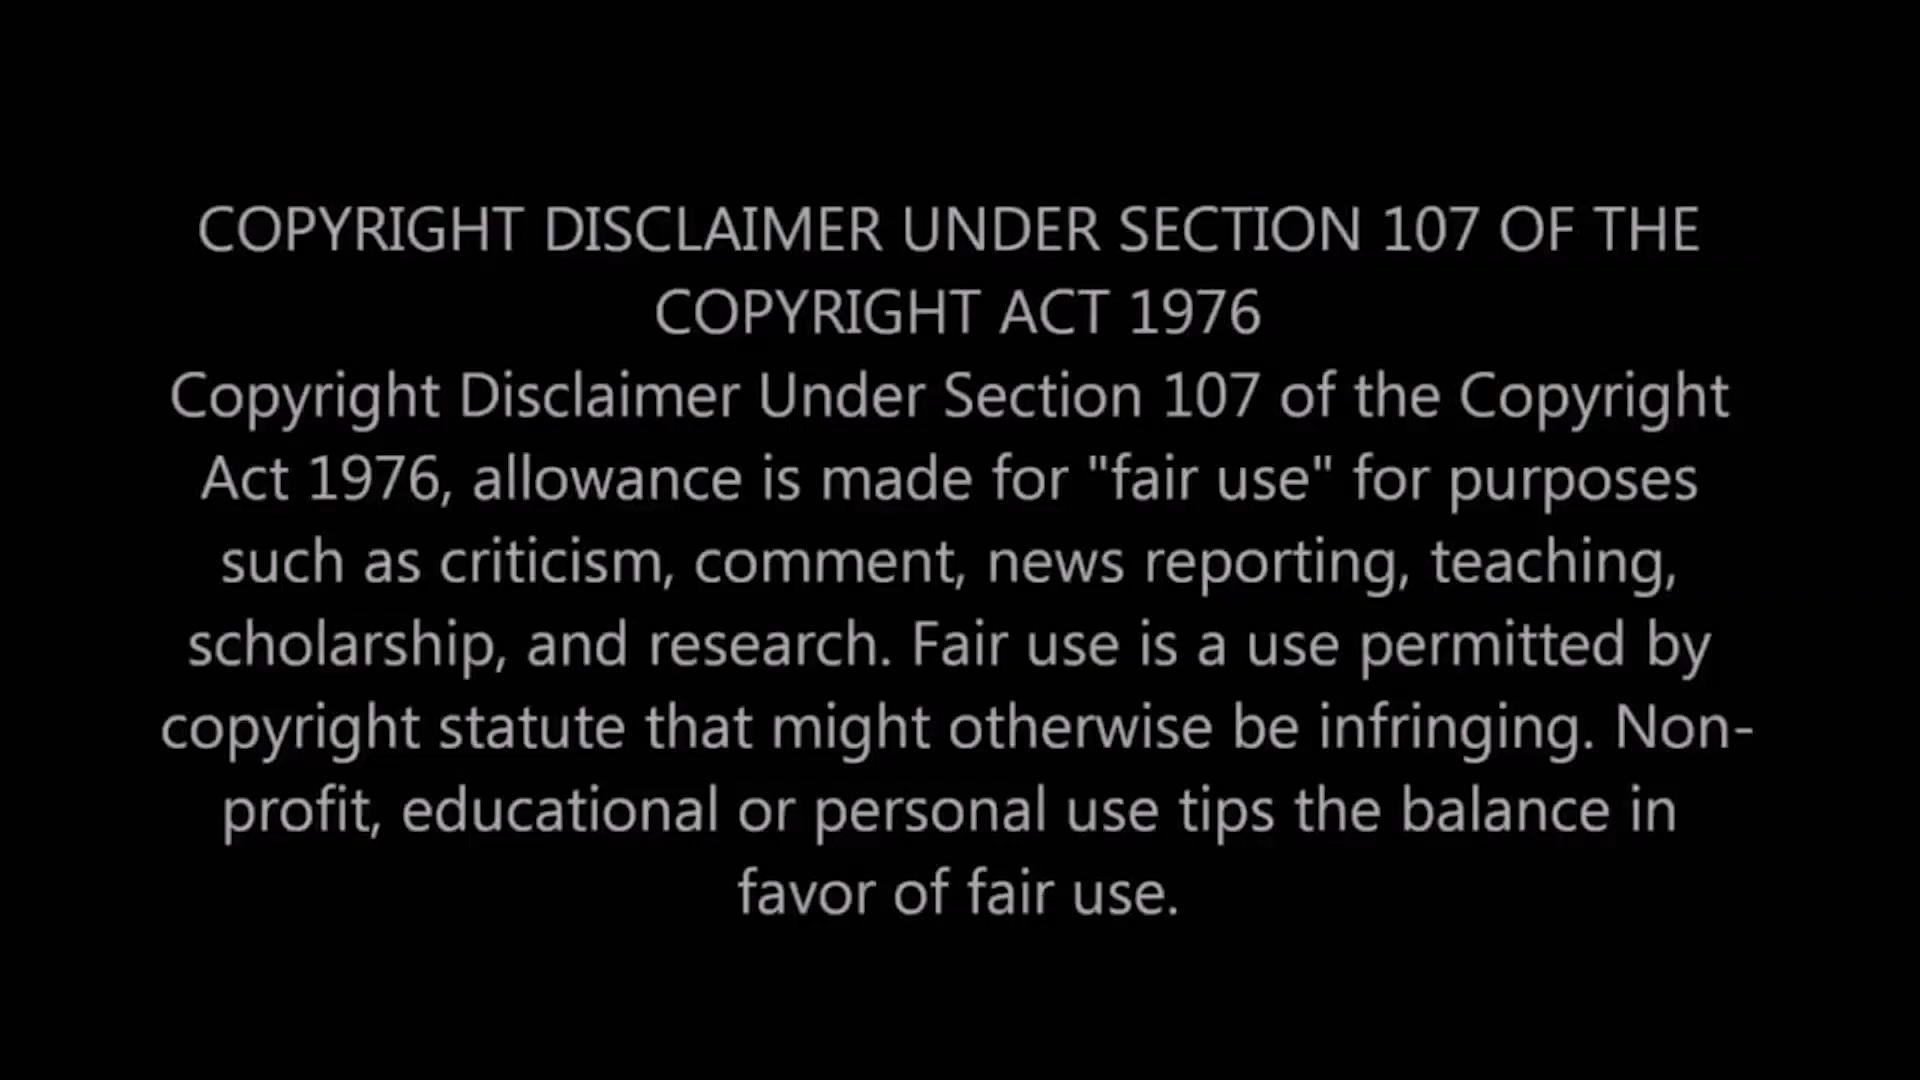 COPYRIGHT DISCLAIMER UNDER SECTION 107 OF THE
COPYRIGHT ACT 1976
Copyright Disclaimer Under Section 107 of the Copyright
Act 1976, allowance is made for "fair use" for purposes
such as criticism, comment, news reporting, teaching,
scholarship, and research. Fair use is a use permitted by
copyright statute that might otherwise be infringing. Non-
profit, educational or personal use tips the balance in
favor of fair use.